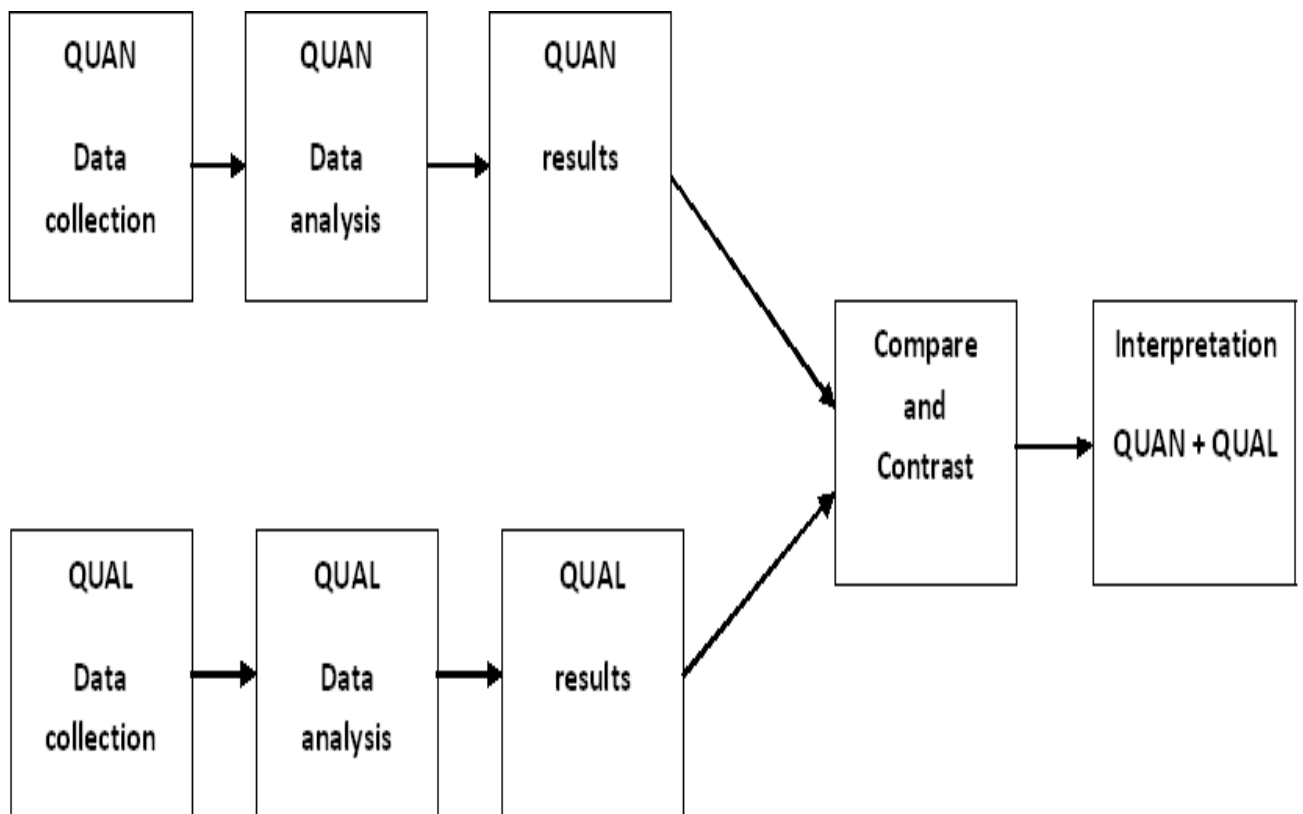 QUAN
Data
collection
QUAN
Data
analysis
QUAN
results
Compare
and
Contrast
Interpretation
QUAN + QUAL
QUAL
Data
collection
QUAL
Data
analysis
QUAL
results